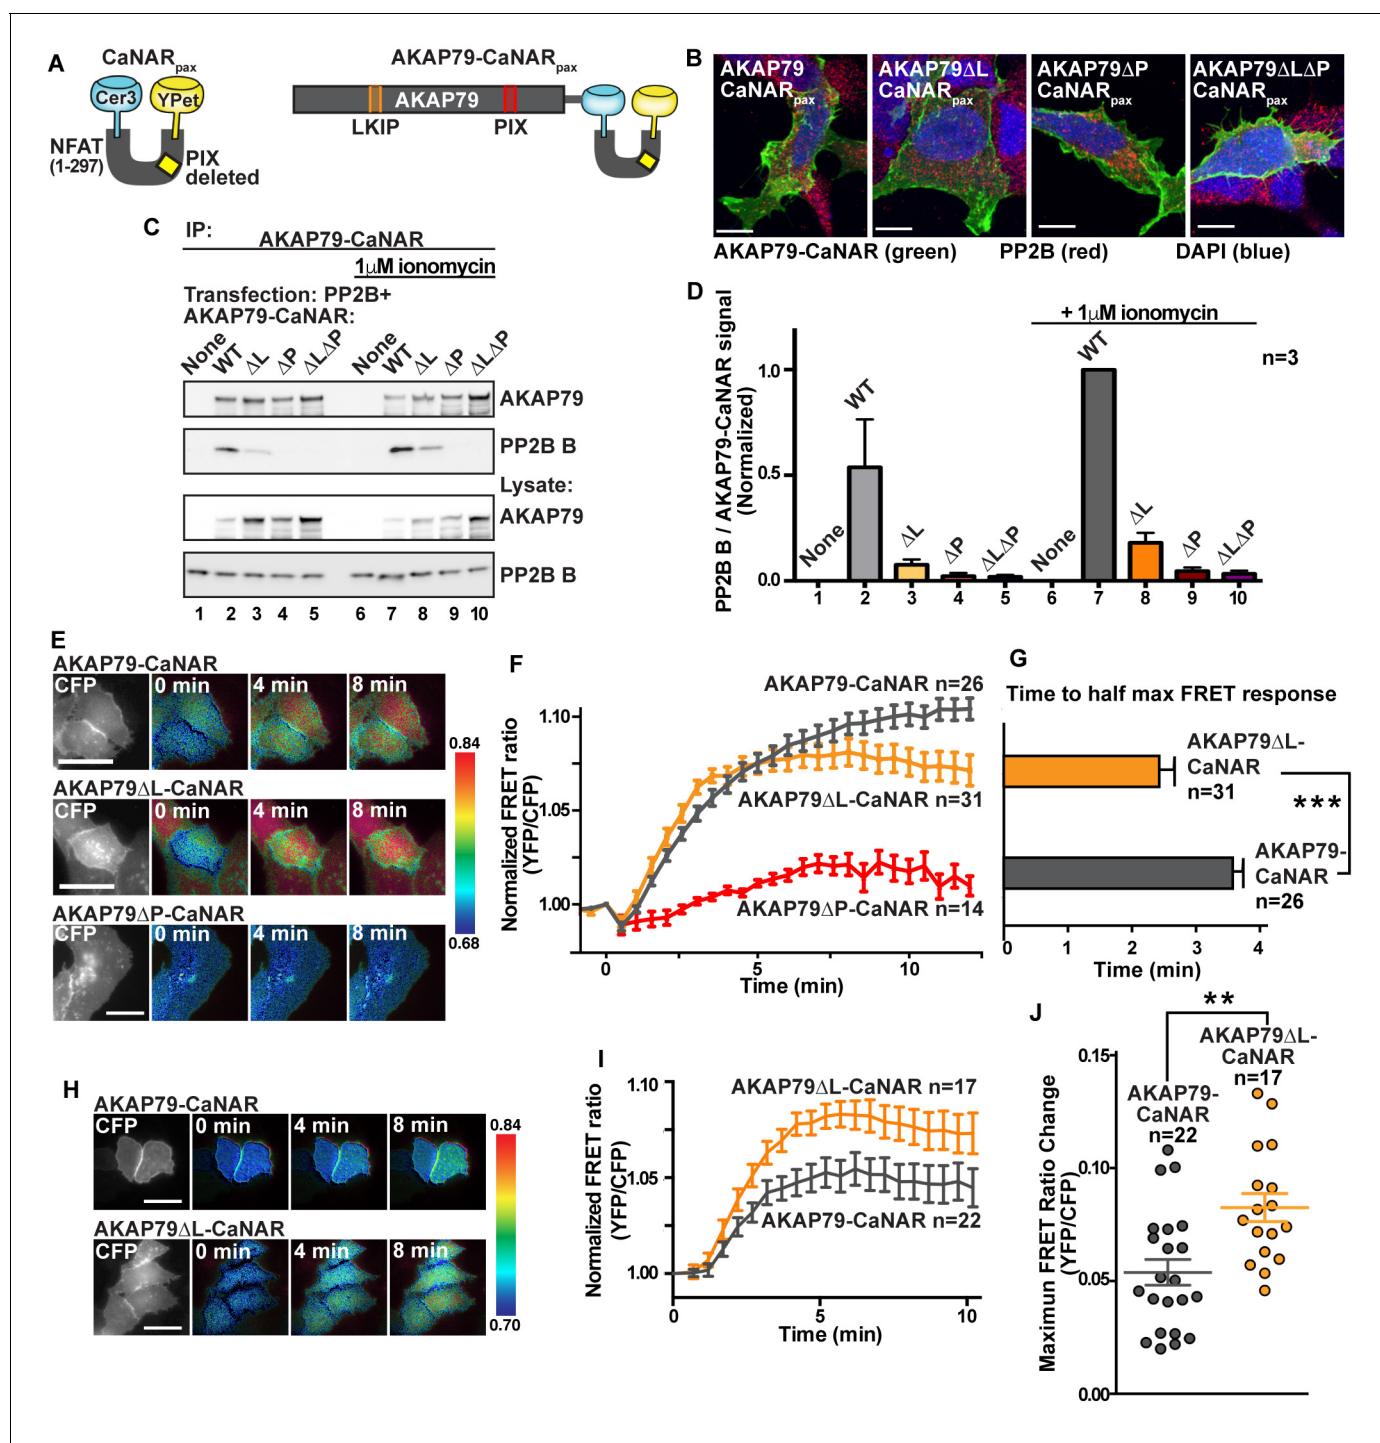 A
CaNARpax
Cer3
YPet
NFAT
(1-297)
PIX
deleted
AKAP79-CaNARpax
AKAP79
LKIP
PIX
B
AKAP79
CaNARpax
AKAP79ΔL
CaNARpax
AKAP79ΔP
CaNARpax
AKAP79ΔLΔP
CaNARpax
AKAP79-CaNAR (green)
PP2B (red)
DAPI (blue)
C
IP:
AKAP79-CaNAR
1μM ionomycin
Transfection: PP2B+
AKAP79-CaNAR:
None WT ΔL ΔP ΔLΔP None WT ΔL ΔP ΔLΔP
AKAP79
PP2B B
Lysate:
AKAP79
PP2B B
1 2 3 4 5 6 7 8 9 10
D
PP2B B / AKAP79-CaNAR signal
(Normalized)
+ 1μM ionomycin
n=3
1.0
0.5
0.0
None WT ΔL ΔP ΔLΔP None WT ΔL ΔP ΔLΔP
1 2 3 4 5 6 7 8 9 10
E
AKAP79-CaNAR
CFP 0 min 4 min 8 min
AKAP79ΔL-CaNAR
CFP 0 min 4 min 8 min
AKAP79ΔP-CaNAR
CFP 0 min 4 min 8 min
0.84
0.68
F
Normalized FRET ratio
(YFP/CFP)
1.10
1.05
1.00
AKAP79-CaNAR n=26
AKAP79ΔL-CaNAR n=31
AKAP79ΔP-CaNAR n=14
0 5 10
Time (min)
G
Time to half max FRET response
AKAP79ΔL-
CaNAR
n=31
***
AKAP79-
CaNAR
n=26
0 1 2 3 4
Time (min)
H
AKAP79-CaNAR
CFP 0 min 4 min 8 min
AKAP79ΔL-CaNAR
CFP 0 min 4 min 8 min
0.84
0.70
I
Normalized FRET ratio
(YFP/CFP)
1.10
1.05
1.00
AKAP79ΔL-CaNAR n=17
AKAP79-CaNAR n=22
0 5 10
Time (min)
J
Maximun FRET Ratio Change
(YFP/CFP)
0.15
0.10
0.05
0.00
**
AKAP79-
CaNAR
n=22
AKAP79ΔL-
CaNAR
n=17